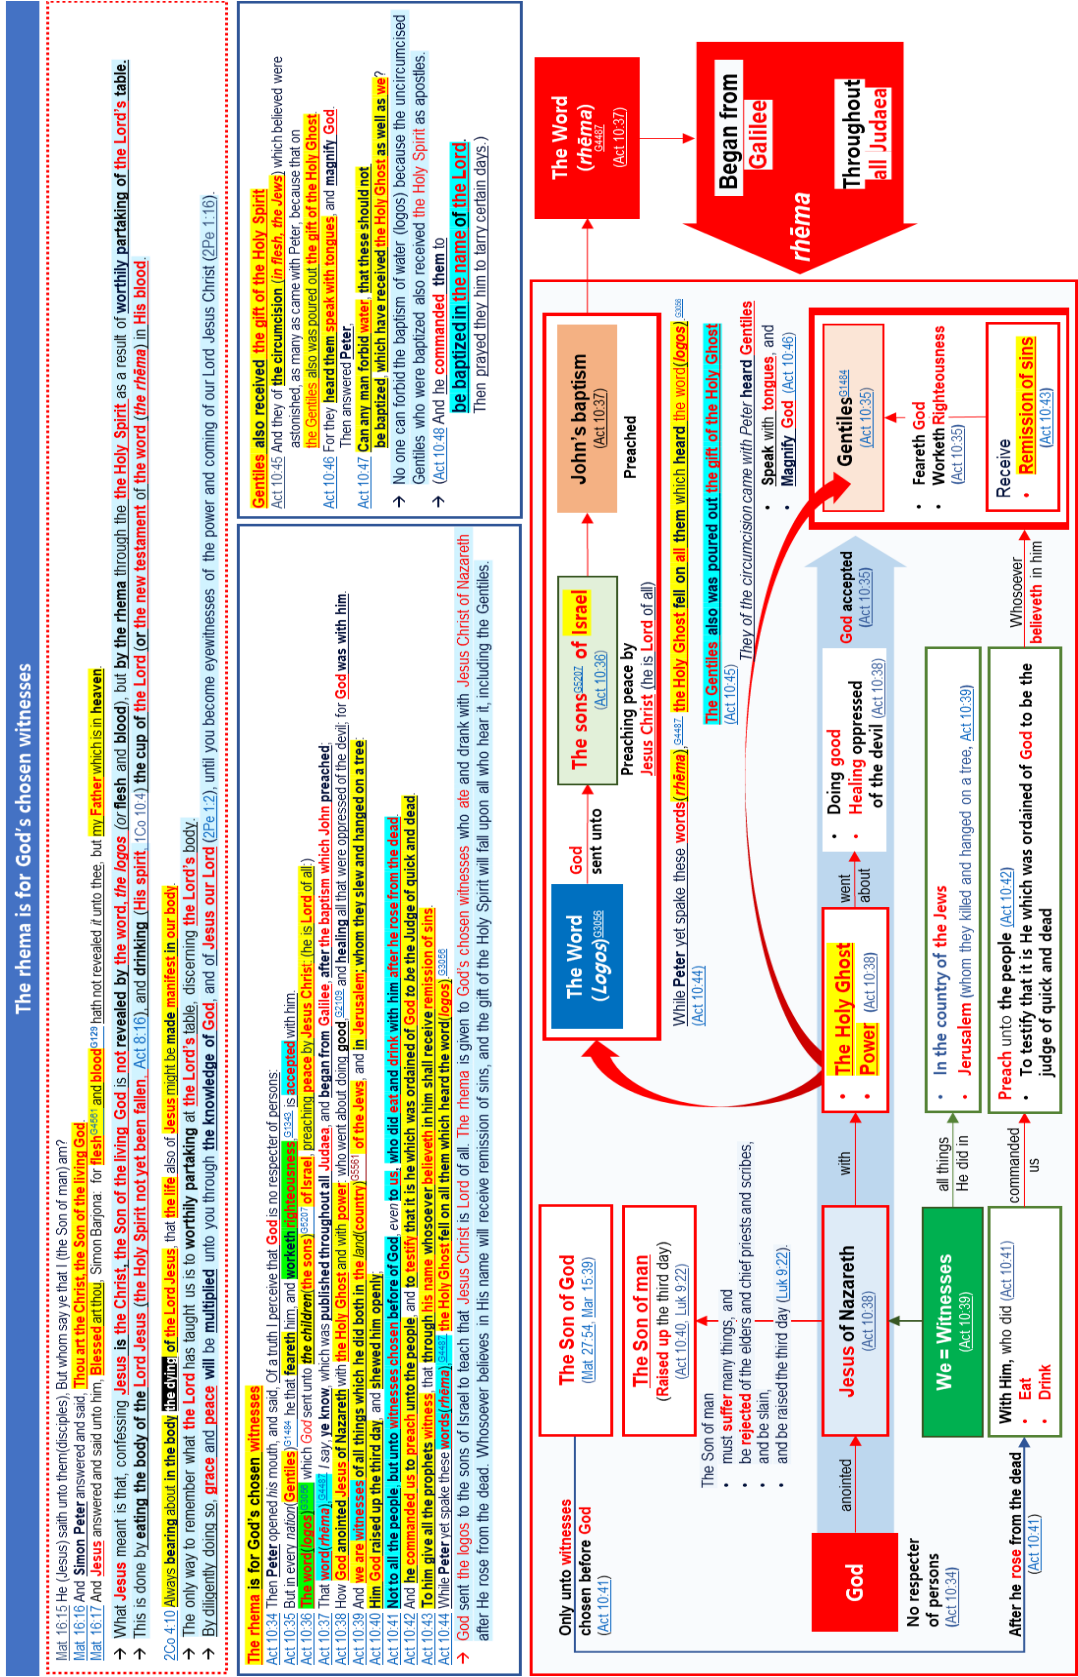 The rhema is for God's chosen witnesses
Mat 16:15 He (Jesus) saith unto them(disciples), But whom say ye that I (the Son of man) am?
Mat 16:16 And Simon Peter answered and said, Thou art the Christ, the Son of the living God.
Mat 16:17 And Jesus answered and said unto him, Blessed art thou, Simon Barjona: for fleshG4561 and bloodG129 hath not revealed it unto thee, but my Father which is in heaven.
→ What Jesus meant is that, confessing Jesus is the Christ, the Son of the living God is not revealed by the word, the logos (or flesh and blood), but by the rhema through the the Holy Spirit as a result of worthily partaking of the Lord's table.
→ This is done by eating the body of the Lord Jesus (the Holy Spirit not yet been fallen, Act 8:16), and drinking (His spirit, 1Co 10:4) the cup of the Lord (or the new testament of the word (the rhēma) in His blood.
2Co 4:10 Always bearing about in the body the dying of the Lord Jesus, that the life also of Jesus might be made manifest in our body.
→ The only way to remember what the Lord has taught us is to worthily partaking at the Lord's table, discerning the Lord's body.
→ By diligently doing so, grace and peace will be multiplied unto you through the knowledge of God, and of Jesus our Lord (2Pe 1:2), until you become eyewitnesses of the power and coming of our Lord Jesus Christ (2Pe 1:16).
The rhema is for God's chosen witnesses
Act 10:34 Then Peter opened his mouth, and said, Of a truth I perceive that God is no respecter of persons:
Act 10:35 But in every nation(Gentiles)G1484 he that feareth him, and worketh righteousness,G1343 is accepted with him.
Act 10:36 The word(logos)G3056 which God sent unto the children(the sons)G5207 of Israel, preaching peace by Jesus Christ: (he is Lord of all:)
Act 10:37 That word(rhēma),G4487 I say, ye know, which was published throughout all Judaea, and began from Galilee, after the baptism which John preached;
Act 10:38 How God anointed Jesus of Nazareth with the Holy Ghost and with power: who went about doing good,G2109 and healing all that were oppressed of the devil; for God was with him.
Act 10:39 And we are witnesses of all things which he did both in the land(country)G5561 of the Jews, and in Jerusalem; whom they slew and hanged on a tree:
Act 10:40 Him God raised up the third day, and shewed him openly;
Act 10:41 Not to all the people, but unto witnesses chosen before of God, even to us, who did eat and drink with him after he rose from the dead.
Act 10:42 And he commanded us to preach unto the people, and to testify that it is he which was ordained of God to be the Judge of quick and dead.
Act 10:43 To him give all the prophets witness, that through his name whosoever believeth in him shall receive remission of sins.
Act 10:44 While Peter yet spake these words(rhēma),G4487 the Holy Ghost fell on all them which heard the word(logos).G3056
→ God sent the logos to the sons of Israel to teach that Jesus Christ is Lord of all. The rhema is given to God's chosen witnesses who ate and drank with Jesus Christ of Nazareth
after He rose from the dead. Whosoever believes in His name will receive remission of sins, and the gift of the Holy Spirit will fall upon all who hear it, including the Gentiles.
Gentiles also received the gift of the Holy Spirit
Act 10:45 And they of the circumcision (in flesh, the Jews) which believed were
astonished, as many as came with Peter, because that on
the Gentiles also was poured out the gift of the Holy Ghost.
Act 10:46 For they heard them speak with tongues, and magnify God.
Then answered Peter,
Act 10:47 Can any man forbid water, that these should not
be baptized, which have received the Holy Ghost as well as we?
→ No one can forbid the baptism of water (logos) because the uncircumcised
Gentiles who were baptized also received the Holy Spirit as apostles.
→ (Act 10:48 And he commanded them to
be baptized in the name of the Lord.
Then prayed they him to tarry certain days.)
The Word
(Logos)G3056
God
sent unto
The sonsG5207 of Israel
(Act 10:36)
Preaching peace by
Jesus Christ (he is Lord of all)
John's baptism
(Act 10:37)
Preached
The Word
(rhēma)
G4487
(Act 10:37)
Began from
Galilee
Throughout
all Judaea
rhēma
While Peter yet spake these words(rhēma),G4487 the Holy Ghost fell on all them which heard the word(logos).G3056
(Act 10:44)
The Gentiles also was poured out the gift of the Holy Ghost
(Act 10:45)
They of the circumcision came with Peter heard Gentiles
• Speak with tongues, and
• Magnify God (Act 10:46)
Only unto witnesses
chosen before God
(Act 10:41)
The Son of God
(Mat 27:54, Mar 15:39)
The Son of man
(Raised up the third day)
(Act 10:40, Luk 9:22)
The Son of man
• must suffer many things, and
be rejected of the elders and chief priests and scribes,
• and be slain,
• and be raised the third day (Luk 9:22).
God
No respecter
of persons
(Act 10:34)
anointed
Jesus of Nazareth
(Act 10:38)
with
• The Holy Ghost
• Power (Act 10:38)
went
about
• Doing good
• Healing oppressed
of the devil (Act 10:38)
God accepted
(Act 10:35)
GentilesG1484
(Act 10:35)
• Feareth God
• Worketh Righteousness
(Act 10:35)
Receive
• Remission of sins
(Act 10:43)
We = Witnesses
(Act 10:39)
all things
He did in
• In the country of the Jews
• Jerusalem (whom they killed and hanged on a tree, Act 10:39)
After he rose from the dead
(Act 10:41)
With Him, who did (Act 10:41)
• Eat
• Drink
commanded
us
Preach unto the people (Act 10:42)
• To testify that it is He which was ordained of God to be the
judge of quick and dead
Whosoever
believeth in him